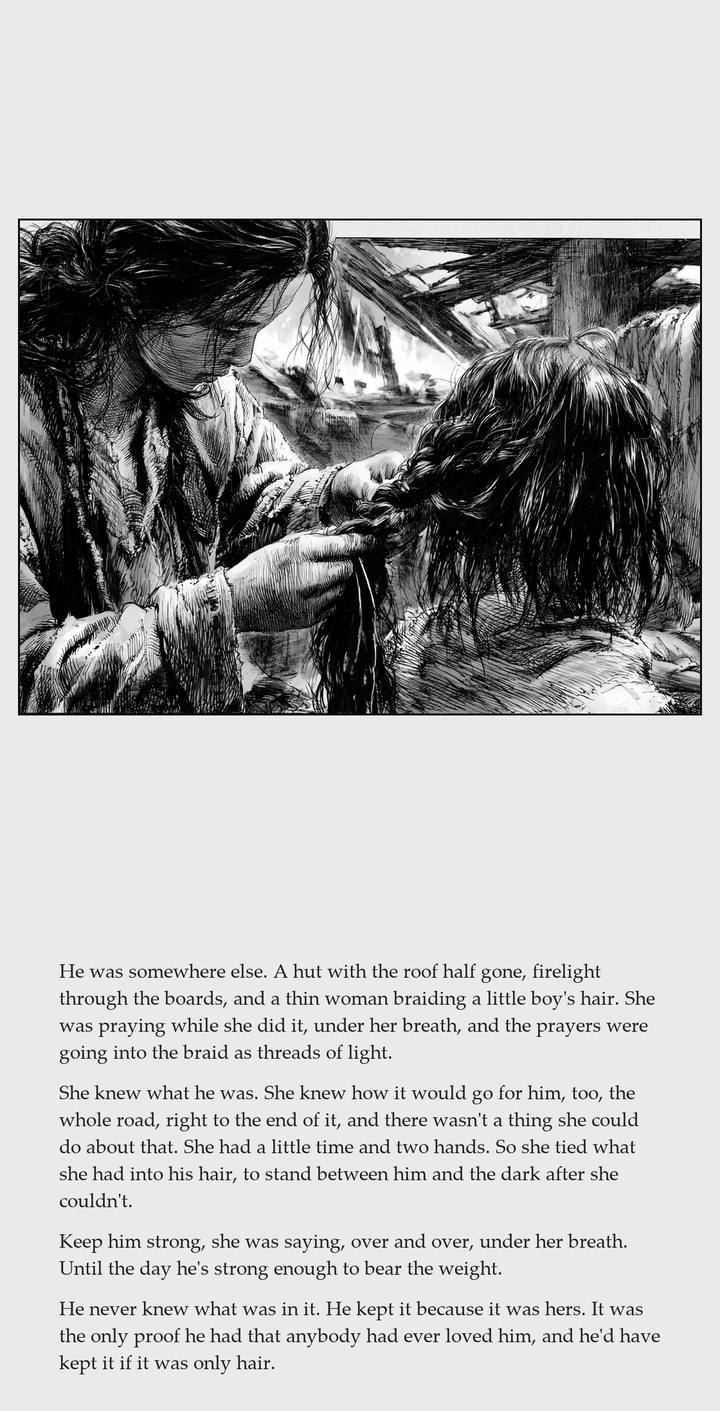 He was somewhere else. A hut with the roof half gone, firelight
through the boards, and a thin woman braiding a little boy's hair. She
was praying while she did it, under her breath, and the prayers were
going into the braid as threads of light.
She knew what he was. She knew how it would go for him, too, the
whole road, right to the end of it, and there wasn't a thing she could
do about that. She had a little time and two hands. So she tied what
she had into his hair, to stand between him and the dark after she
couldn't.
Keep him strong, she was saying, over and over, under her breath.
Until the day he's strong enough to bear the weight.
He never knew what was in it. He kept it because it was hers. It was
the only proof he had that anybody had ever loved him, and he'd have
kept it if it was only hair.